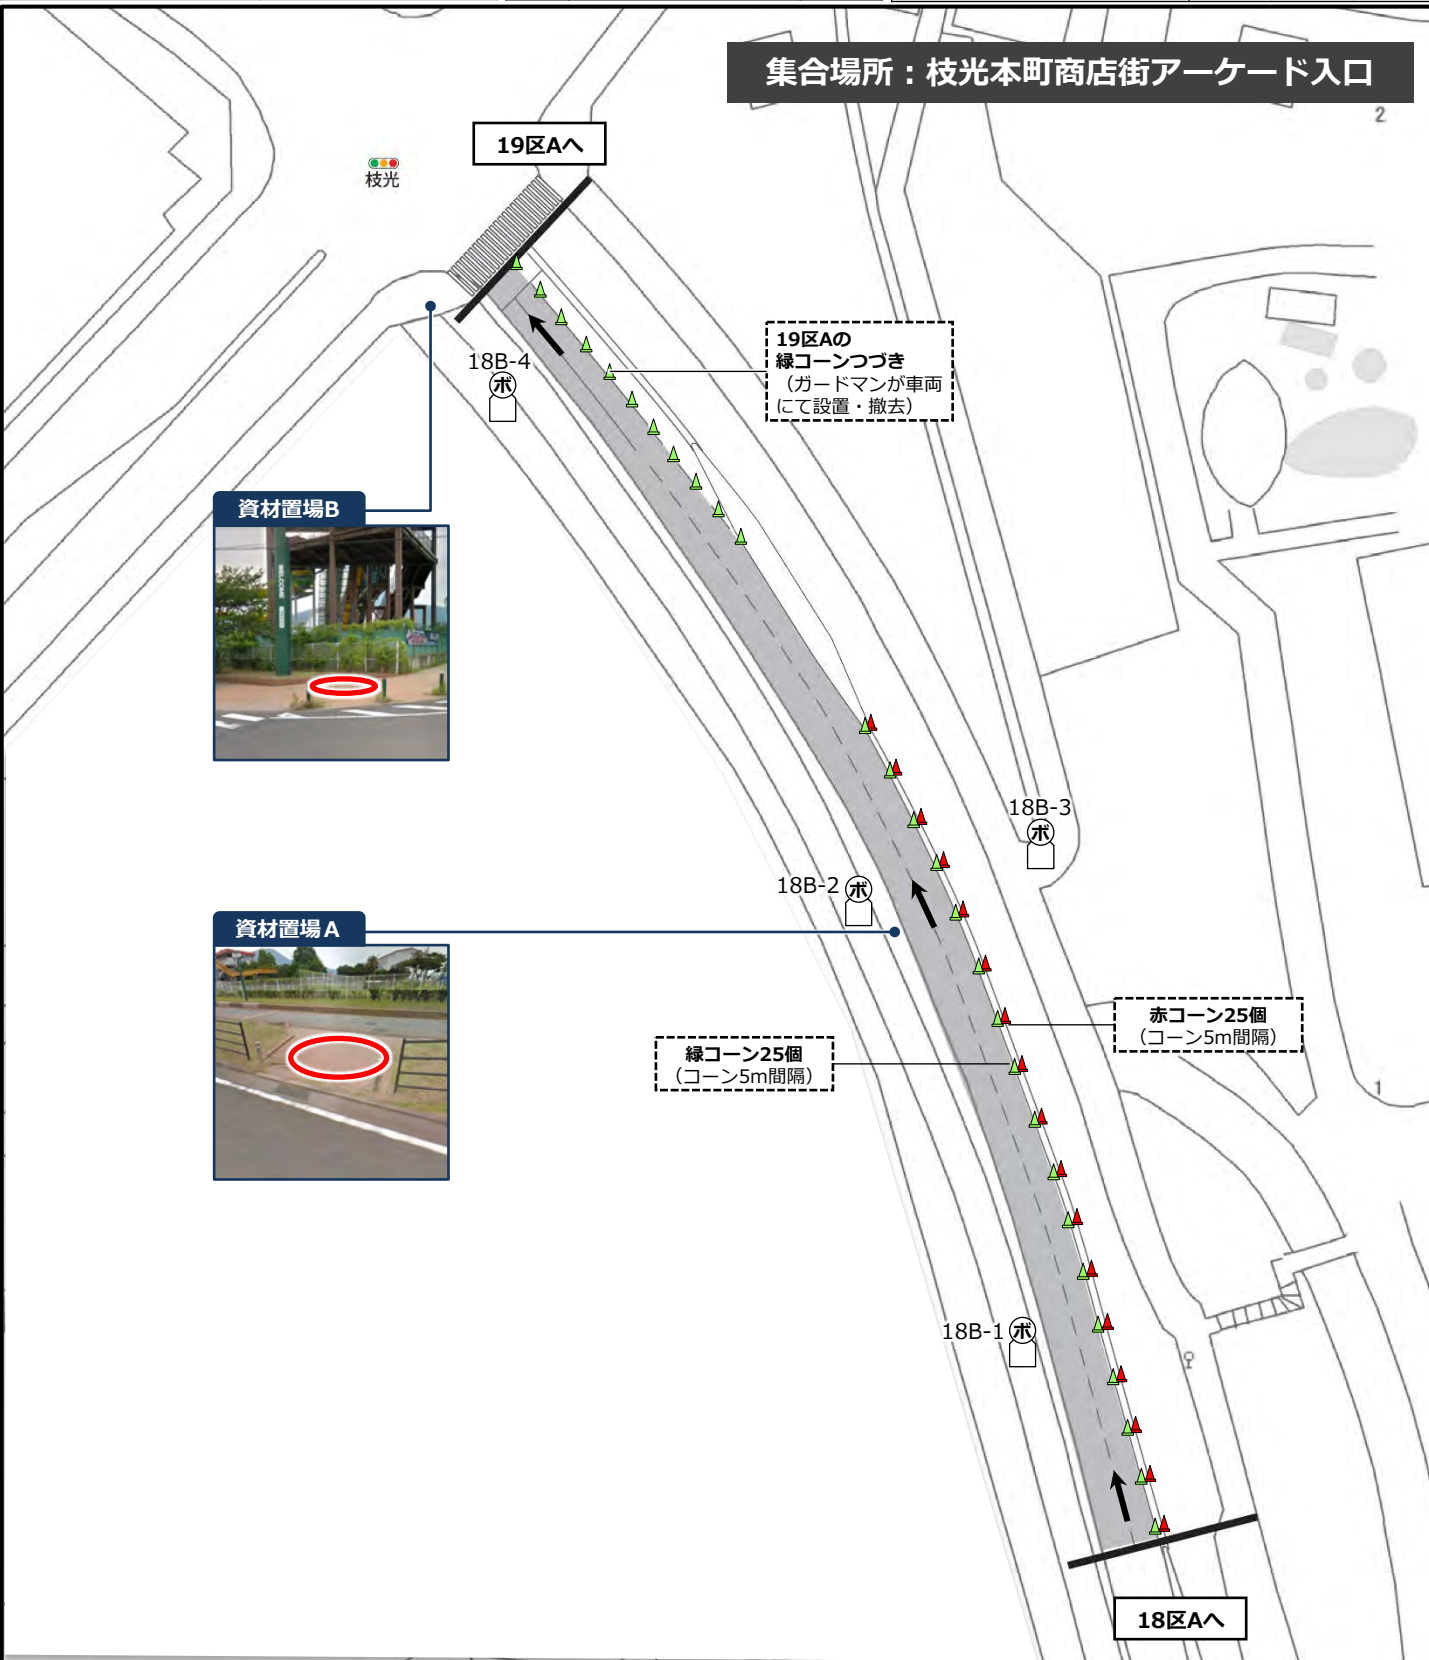 集合場所：枝光本町商店街アーケード入口
2
19区Aへ
枝光
19区Aの
緑コーンつづき
（ガードマンが車両
にて設置・撤去）
18B-4
ボ
資材置場B
WELCOME
18B-3
ボ
18B-2
ボ
資材置場A
赤コーン25個
（コーン5m間隔）
緑コーン25個
（コーン5m間隔）
1
18B-1
ボ
18区Aへ